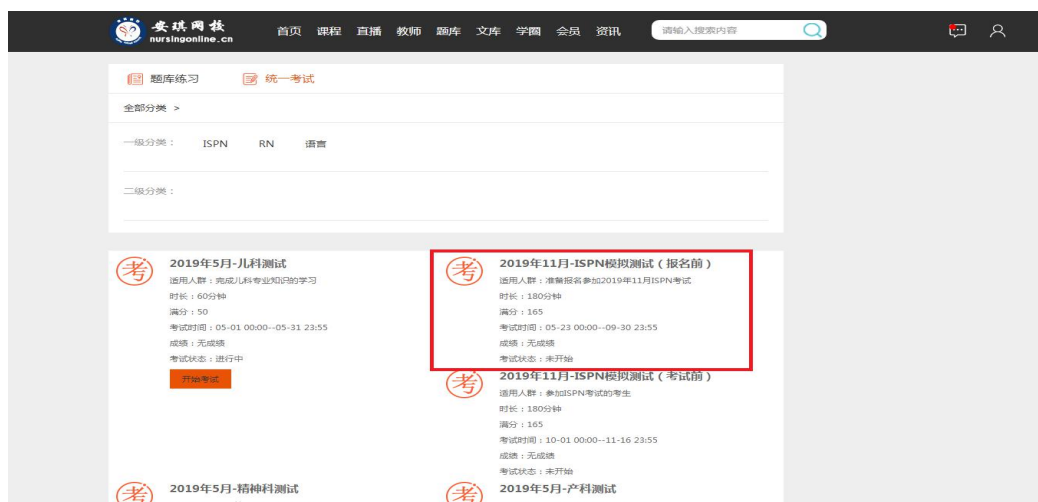 安琪网校
nursingonline.cn
首页 课程 直播 教师 题库 文库 学圈 会员 资讯 请输入搜索内容
题库练习 统一考试
全部分类 >
一级分类： ISPN RN 语言
二级分类：
考
2019年5月-儿科测试
适用人群：完成儿科专业知识的学习
时长：60分钟
满分：50
考试时间：05-01 00:00--05-31 23:55
成绩：无成绩
考试状态：进行中
开始考试
考
2019年11月-ISPN模拟测试（报名前）
适用人群：准备报名参加2019年11月ISPN考试
时长：180分钟
满分：165
考试时间：05-23 00:00--09-30 23:55
成绩：无成绩
考试状态：未开始
考
2019年11月-ISPN模拟测试（考试前）
适用人群：参加ISPN考试的考生
时长：180分钟
满分：165
考试时间：10-01 00:00--11-16 23:55
成绩：无成绩
考试状态：未开始
考
2019年5月-精神科测试
考
2019年5月-产科测试